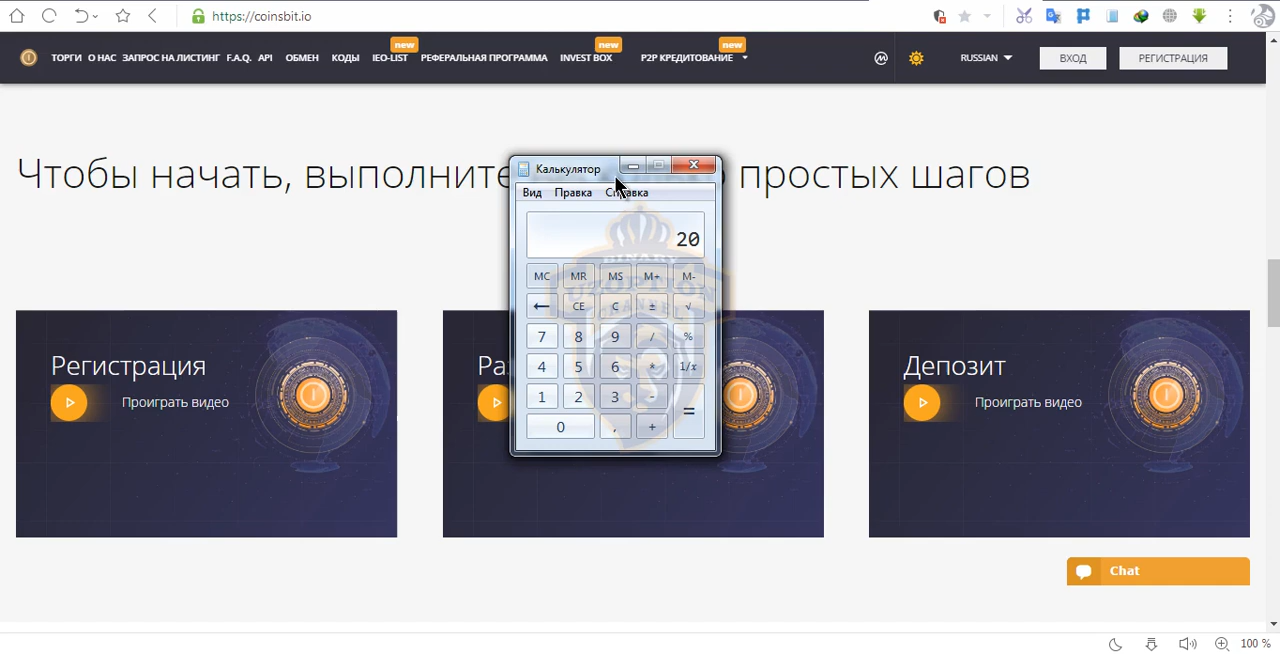 https://coinsbit.io
new new new
ТОРГИ О НАС ЗАПРОС НА ЛИСТИНГ F.A.Q. API ОБМЕН КОДЫ IEO-LIST РЕФЕРАЛЬНАЯ ПРОГРАММА INVEST BOX P2P КРЕДИТОВАНИЕ RUSSIAN ВХОД РЕГИСТРАЦИЯ
Чтобы начать, выполните простых шагов
Калькулятор
Вид Правка Справка
20
BINARY
UZOPTION
CHANNEL
MC MR MS M+ M-
← CE C ± √
7 8 9 / %
4 5 6 * 1/x
1 2 3 - =
0 , +
Регистрация
Проиграть видео
Ра
Депозит
Проиграть видео
Chat
100 %